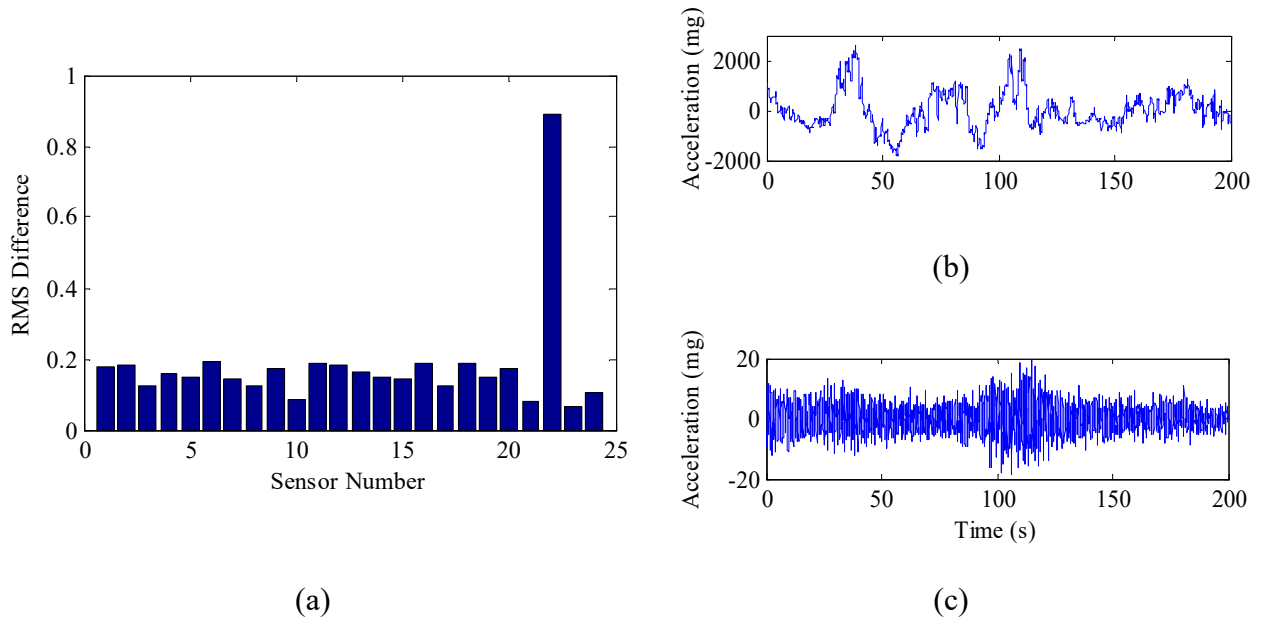 RMS Difference
1
0.8
0.6
0.4
0.2
0
0 5 10 15 20 25
Sensor Number
(a)
Acceleration (mg)
2000
0
-2000
0 50 100 150 200
(b)
Acceleration (mg)
20
0
-20
0 50 100 150 200
Time (s)
(c)